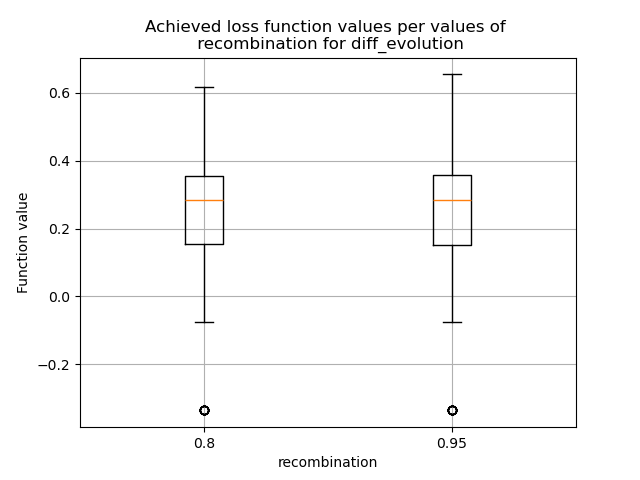 Achieved loss function values per values of
recombination for diff_evolution
Function value
0.6
0.4
0.2
0.0
−0.2
0.8
0.95
recombination